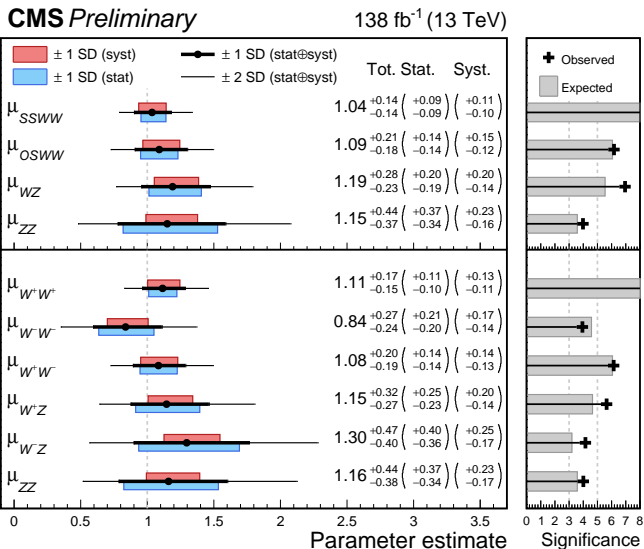 CMS Preliminary 138 fb⁻¹ (13 TeV)
± 1 SD (syst) ± 1 SD (stat⊕syst) Tot. Stat. Syst. Observed
± 1 SD (stat) ± 2 SD (stat⊕syst) Expected
μ_SSWW 1.04 +0.14 −0.14 ( +0.09 −0.09 ) ( +0.11 −0.10 )
μ_OSWW 1.09 +0.21 −0.18 ( +0.14 −0.14 ) ( +0.15 −0.12 )
μ_WZ 1.19 +0.28 −0.23 ( +0.20 −0.19 ) ( +0.20 −0.14 )
μ_ZZ 1.15 +0.44 −0.37 ( +0.37 −0.34 ) ( +0.23 −0.16 )
μ_W⁺W⁺ 1.11 +0.17 −0.15 ( +0.11 −0.10 ) ( +0.13 −0.11 )
μ_W⁻W⁻ 0.84 +0.27 −0.24 ( +0.21 −0.20 ) ( +0.17 −0.14 )
μ_W⁺W⁻ 1.08 +0.20 −0.19 ( +0.14 −0.14 ) ( +0.14 −0.13 )
μ_W⁺Z 1.15 +0.32 −0.27 ( +0.25 −0.23 ) ( +0.20 −0.14 )
μ_W⁻Z 1.30 +0.47 −0.40 ( +0.40 −0.36 ) ( +0.25 −0.17 )
μ_ZZ 1.16 +0.44 −0.38 ( +0.37 −0.34 ) ( +0.23 −0.17 )
0 0.5 1 1.5 2 2.5 3 3.5 0 1 2 3 4 5 6 7 8
Parameter estimate Significance